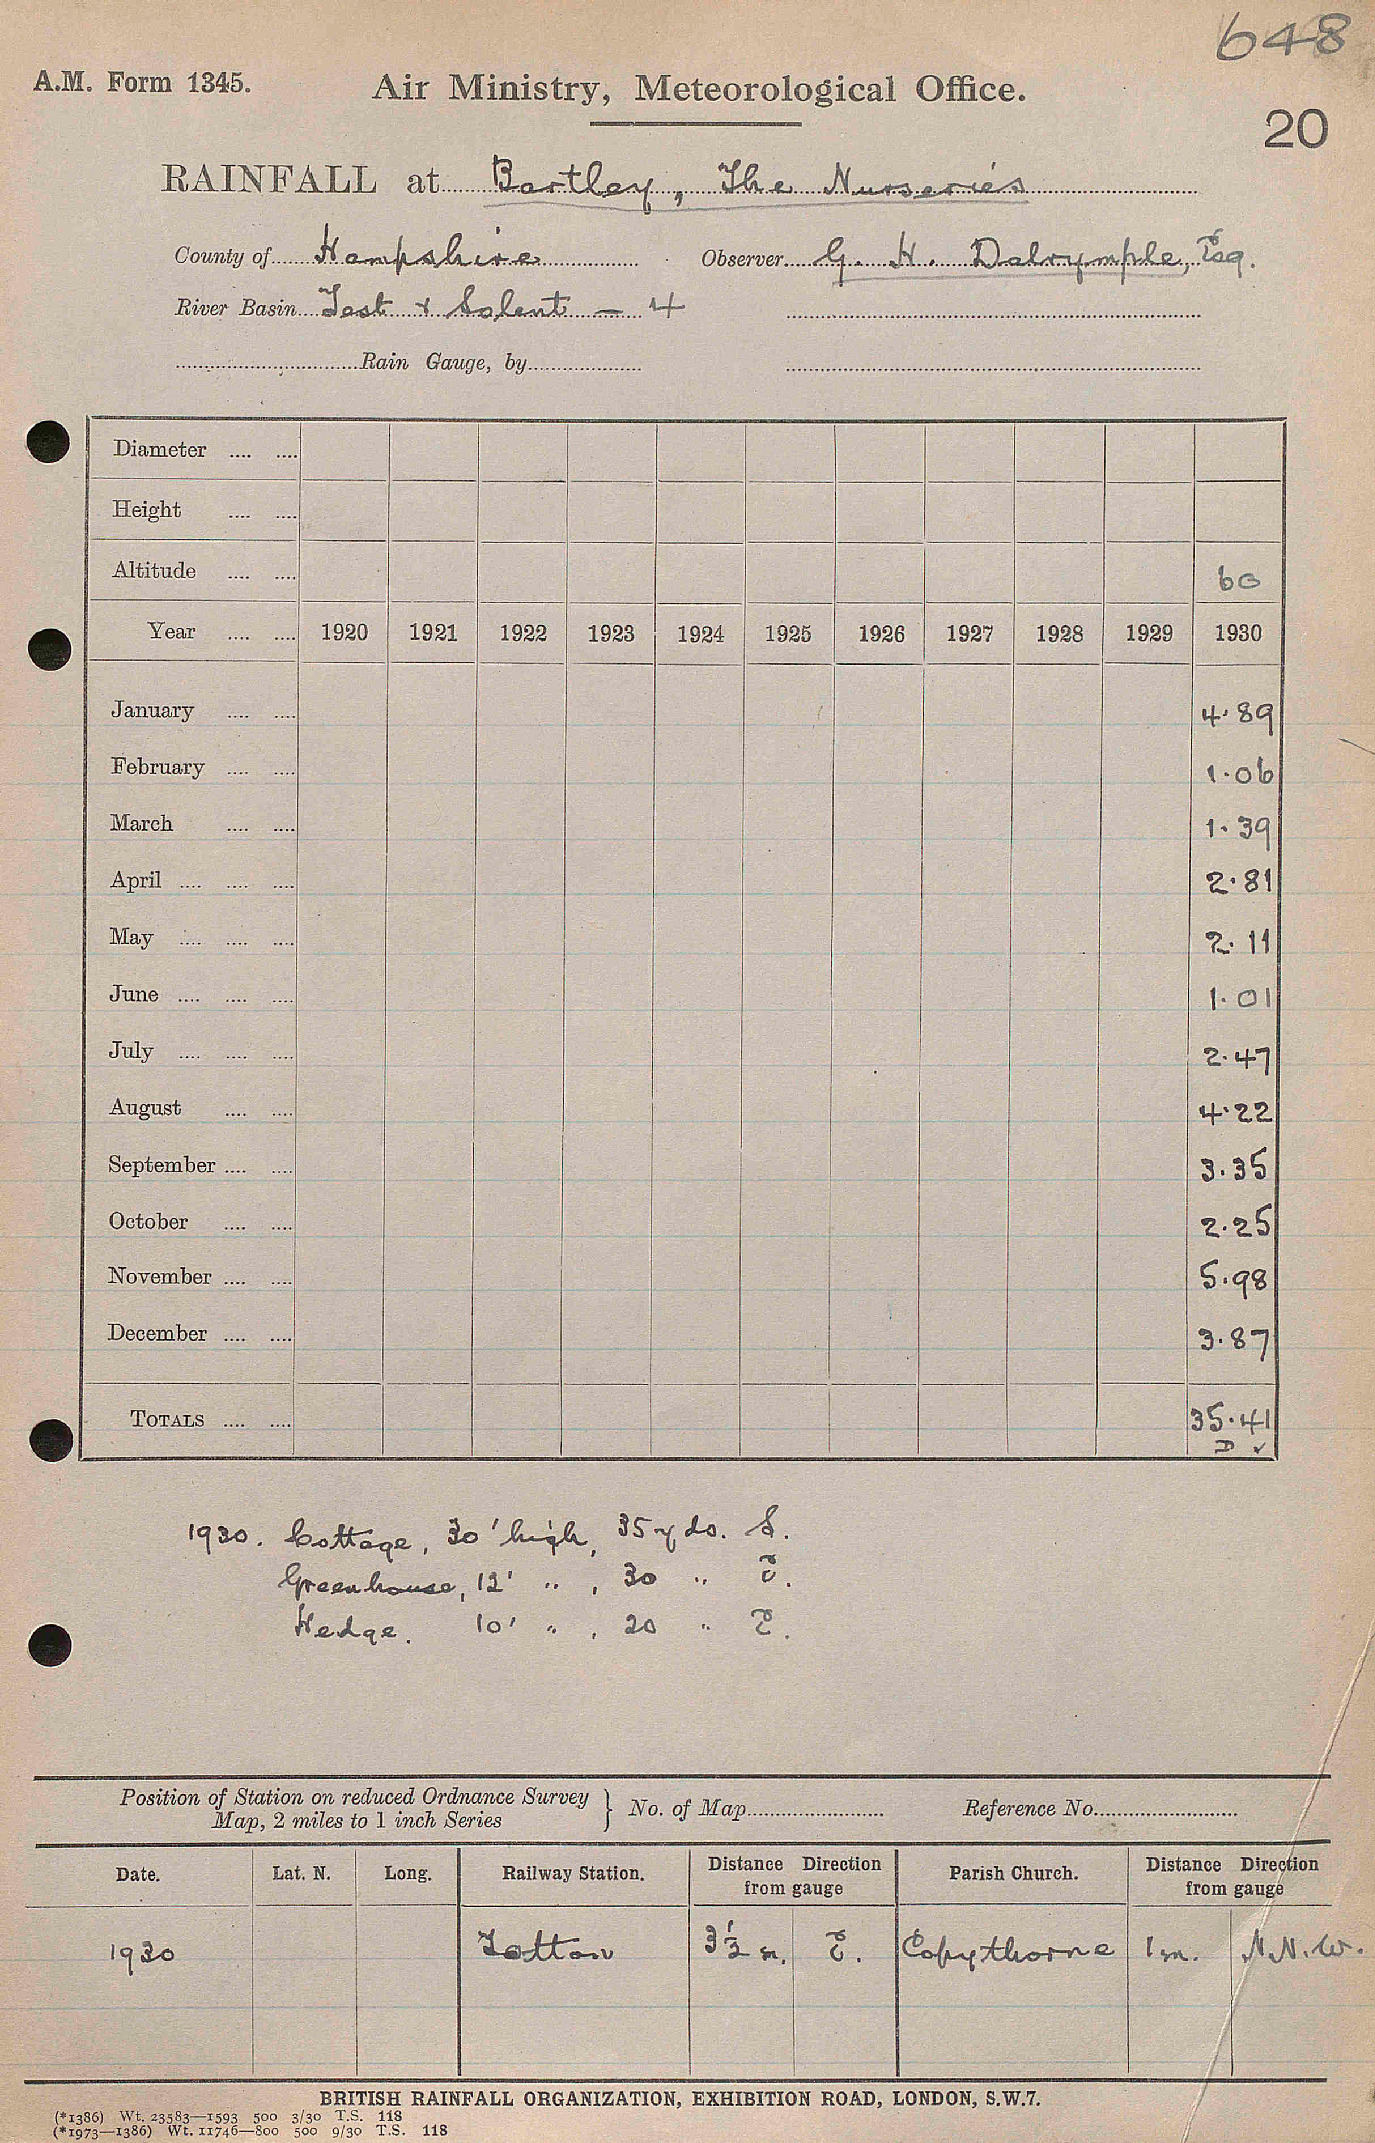 648
A.M. Form 1345.
Air Ministry, Meteorological Office.
20
RAINFALL at Bartley, The Nurseries
County of Hampshire Observer G. H. Dalrymple, Esq.
River Basin Test & Solent — 4
Rain Gauge, by
Diameter
Height
Altitude 60
Year 1920 1921 1922 1923 1924 1925 1926 1927 1928 1929 1930
January 4.89
February 1.06
March 1.39
April 2.81
May 2.11
June 1.01
July 2.47
August 4.22
September 3.35
October 2.25
November 5.98
December 3.87
TOTALS 35.41
D ✓
1930. Cottage, 30' high, 35 yds. S.
Greenhouse, 12' " , 30 " E.
Hedge. 10' " , 20 " E.
Position of Station on reduced Ordnance Survey Map, 2 miles to 1 inch Series } No. of Map Reference No.
Date. Lat. N. Long. Railway Station. Distance Direction from gauge Parish Church. Distance Direction from gauge
1930 Totton 3½ m. E. Copythorne 1 m. N.N.W.
BRITISH RAINFALL ORGANIZATION, EXHIBITION ROAD, LONDON, S.W.7.
(*1386) Wt. 23583—1593 500 3/30 T.S. 118
(*1973—1386) Wt. 11746—800 500 9/30 T.S. 118